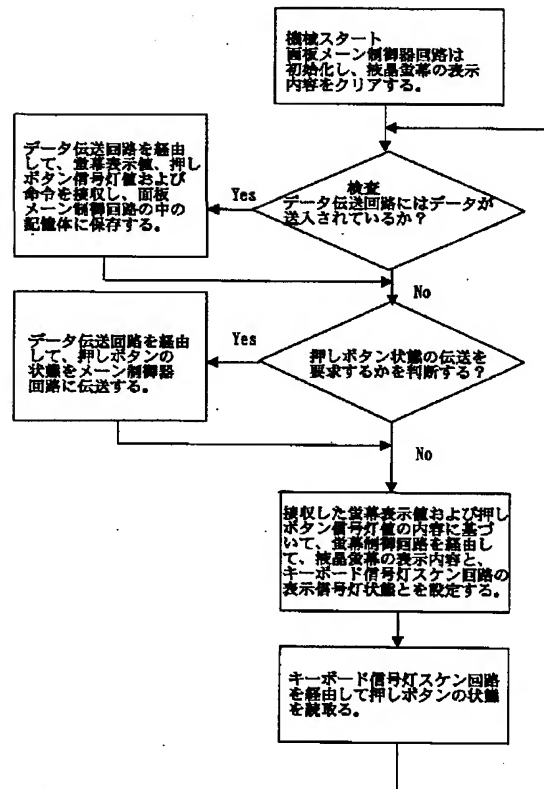 機械スタート
面板メーン制御器回路は
初始化し、液晶螢幕の表示
内容をクリアする。
データ伝送回路を経由
して、螢幕表示値、押し
ボタン信号灯値および
命令を接収し、面板
メーン制御回路の中の
記憶体に保存する。
Yes
検査
データ伝送回路にはデータが
送入されているか？
No
データ伝送回路を経由
して、押しボタンの
状態をメーン制御器
回路に伝送する。
Yes
押しボタン状態の伝送を
要求するかを判断する？
No
接収した螢幕表示値および押し
ボタン信号灯値の内容に基づ
いて、螢幕制御回路を経由し
て、液晶螢幕の表示内容と、
キーボード信号灯スケン回路の
表示信号灯状態とを設定する。
キーボード信号灯スケン回路
を経由して押しボタンの状態
を読取る。